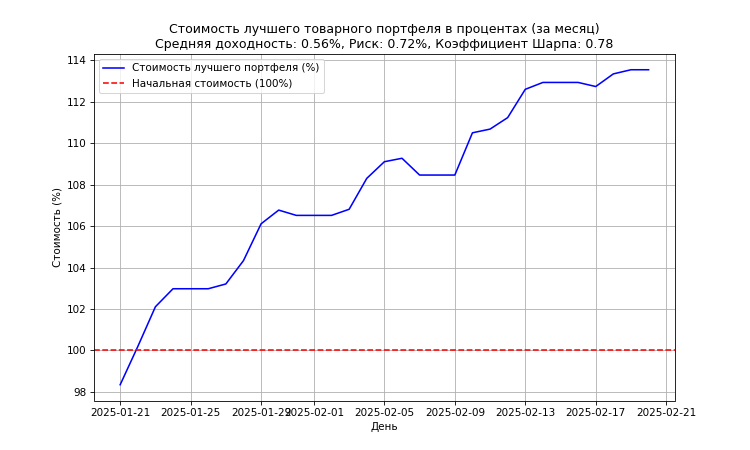 Стоимость лучшего товарного портфеля в процентах (за месяц)
Средняя доходность: 0.56%, Риск: 0.72%, Коэффициент Шарпа: 0.78
Стоимость лучшего портфеля (%)
Начальная стоимость (100%)
Стоимость (%)
114
112
110
108
106
104
102
100
98
2025-01-21 2025-01-25 2025-01-29 2025-02-01 2025-02-05 2025-02-09 2025-02-13 2025-02-17 2025-02-21
День